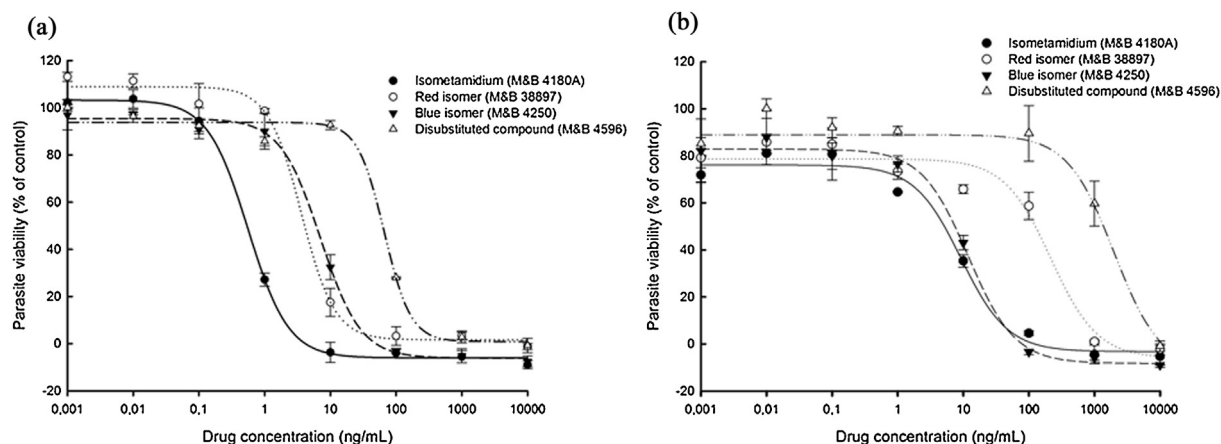 (a)
120
100
80
60
40
20
0
-20
Parasite viability (% of control)
Isometamidium (M&B 4180A)
Red isomer (M&B 38897)
Blue isomer (M&B 4250)
Disubstituted compound (M&B 4596)
0,001 0,01 0,1 1 10 100 1000 10000
Drug concentration (ng/mL)
(b)
120
100
80
60
40
20
0
-20
Parasite viability (% of control)
Isometamidium (M&B 4180A)
Red isomer (M&B 38897)
Blue isomer (M&B 4250)
Disubstituted compound (M&B 4596)
0,001 0,01 0,1 1 10 100 1000 10000
Drug concentration (ng/mL)